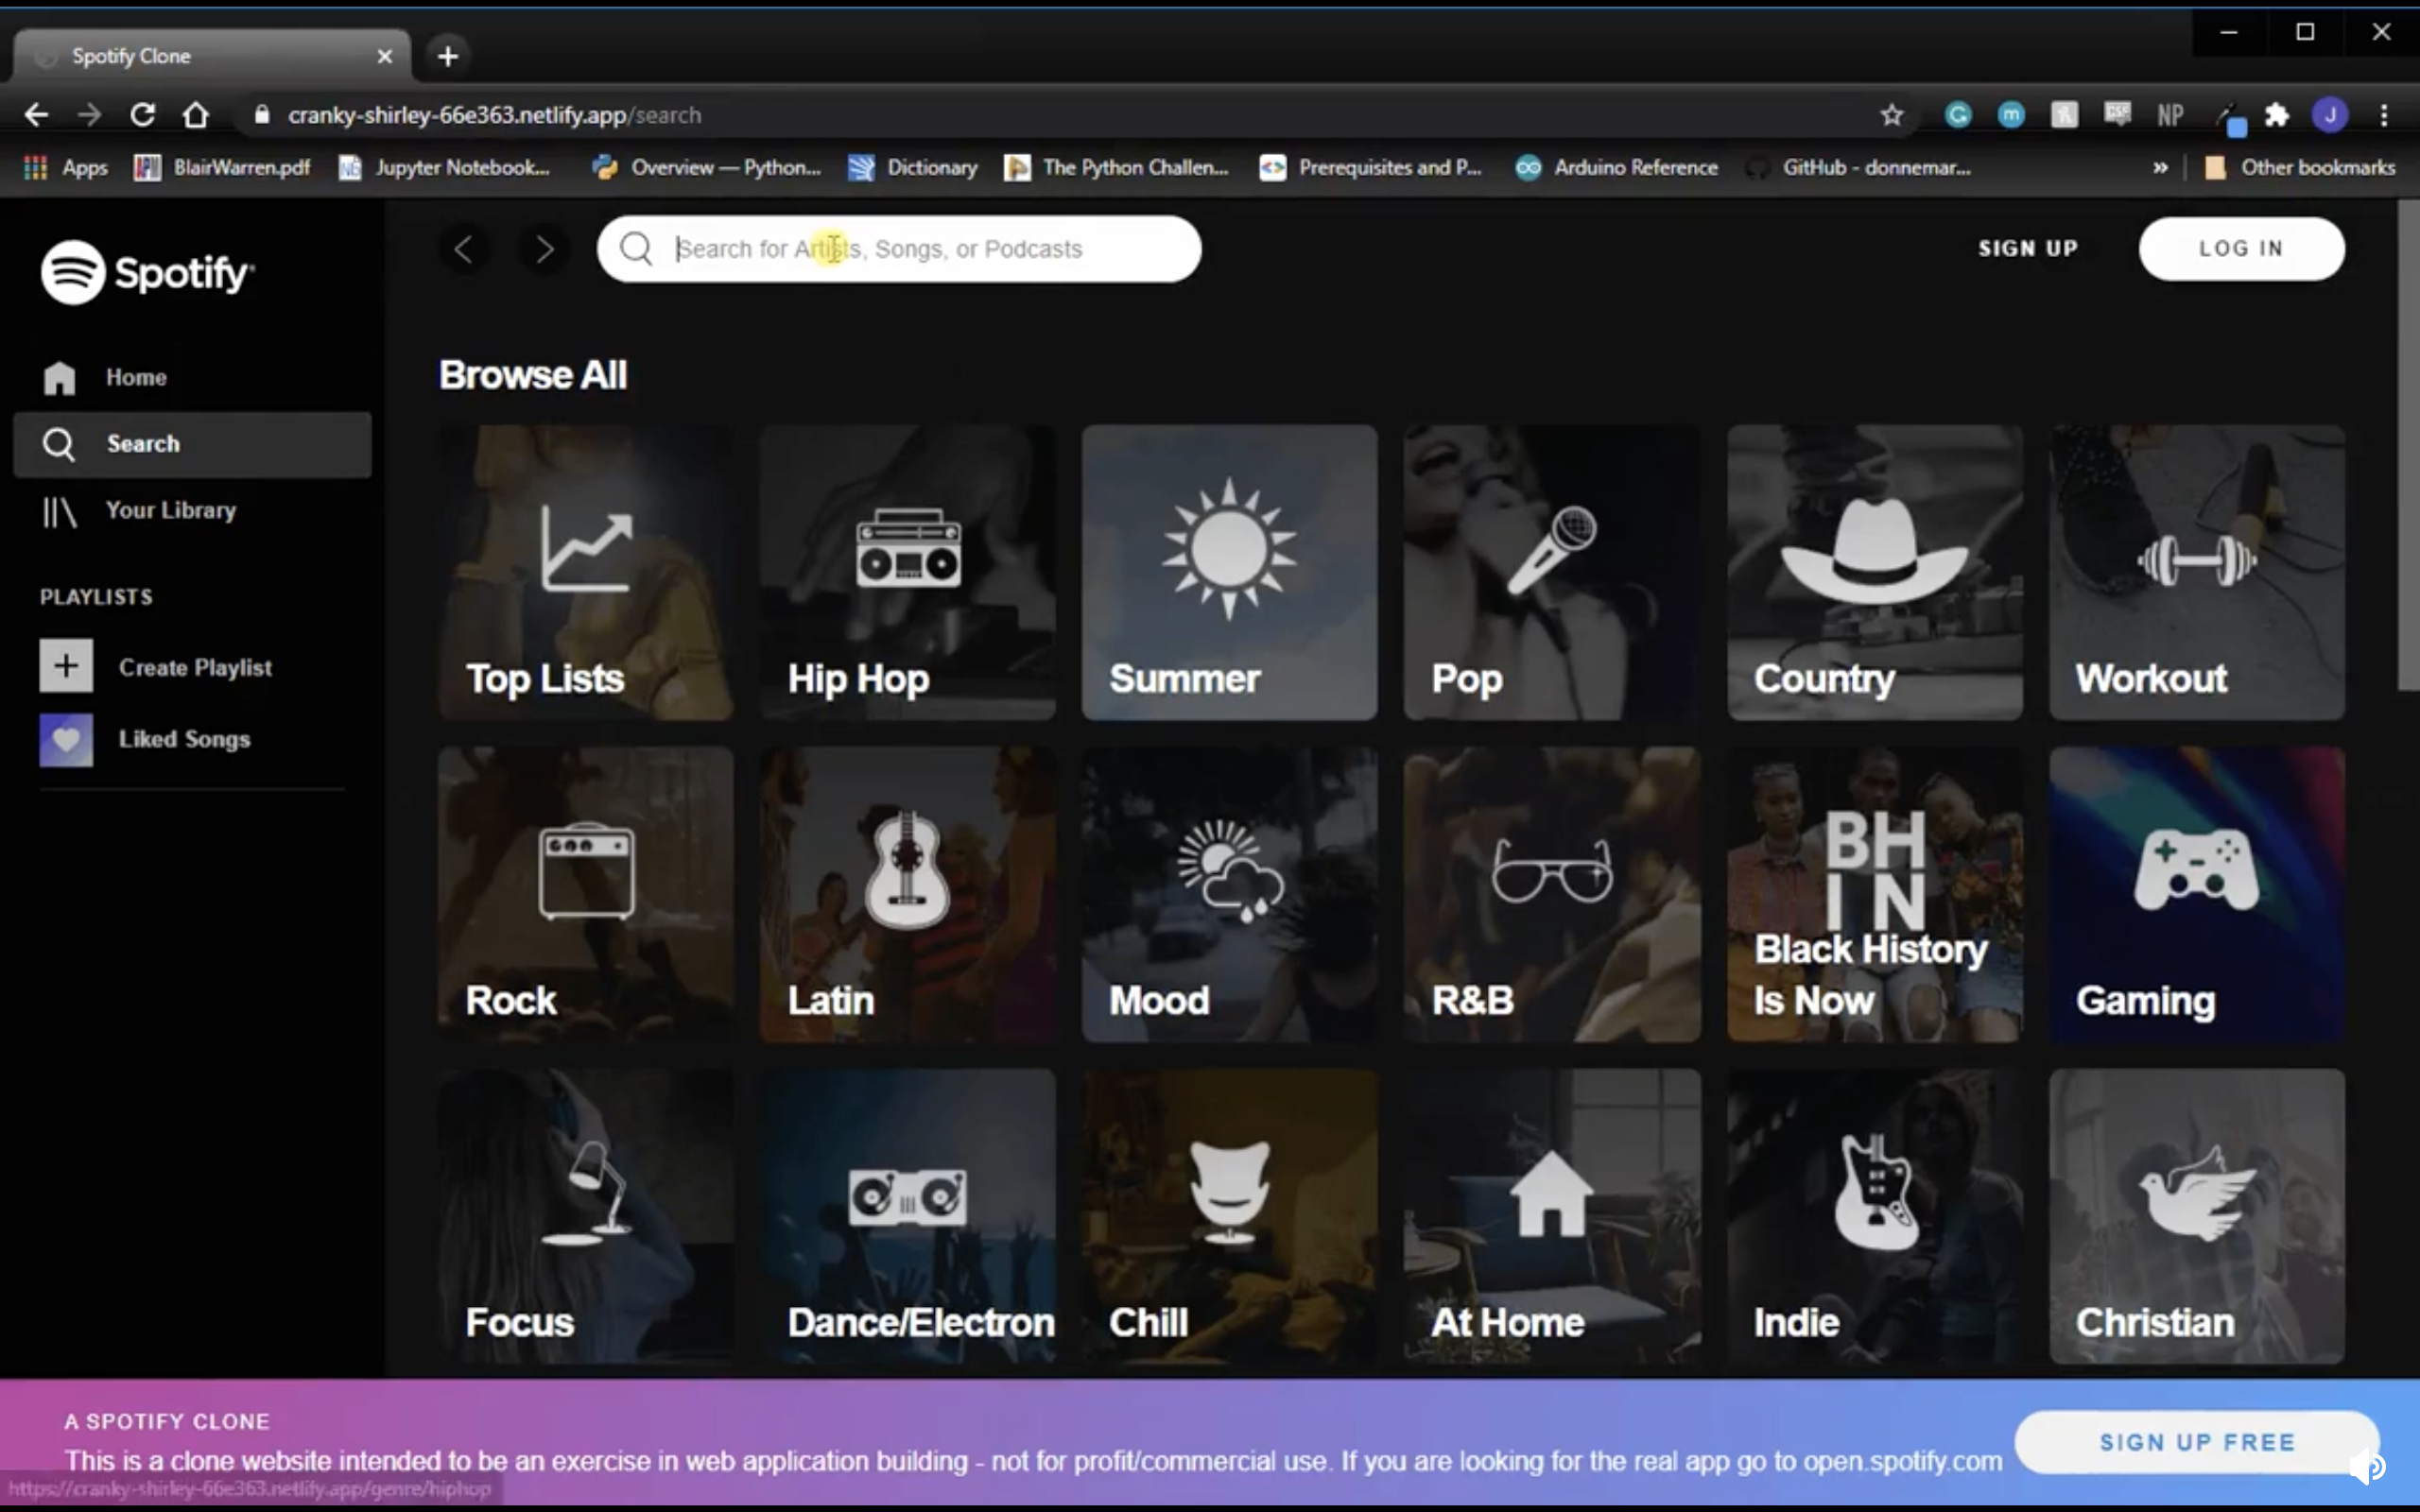 Spotify Clone
cranky-shirley-66e363.netlify.app/search
NP
J
Apps
BlairWarren.pdf
Jupyter Notebook...
Overview — Python...
Dictionary
The Python Challen...
Prerequisites and P...
Arduino Reference
GitHub - donnemar...
»
Other bookmarks
Spotify
Search for Artists, Songs, or Podcasts
SIGN UP
LOG IN
Home
Search
Your Library
PLAYLISTS
Create Playlist
Liked Songs
Browse All
Top Lists
Hip Hop
Summer
Pop
Country
Workout
Rock
Latin
Mood
R&B
BH
IN
Black History
Is Now
Gaming
Focus
Dance/Electron
Chill
At Home
Indie
Christian
A SPOTIFY CLONE
This is a clone website intended to be an exercise in web application building - not for profit/commercial use. If you are looking for the real app go to open.spotify.com
SIGN UP FREE
https://cranky-shirley-66e363.netlify.app/genre/hiphop